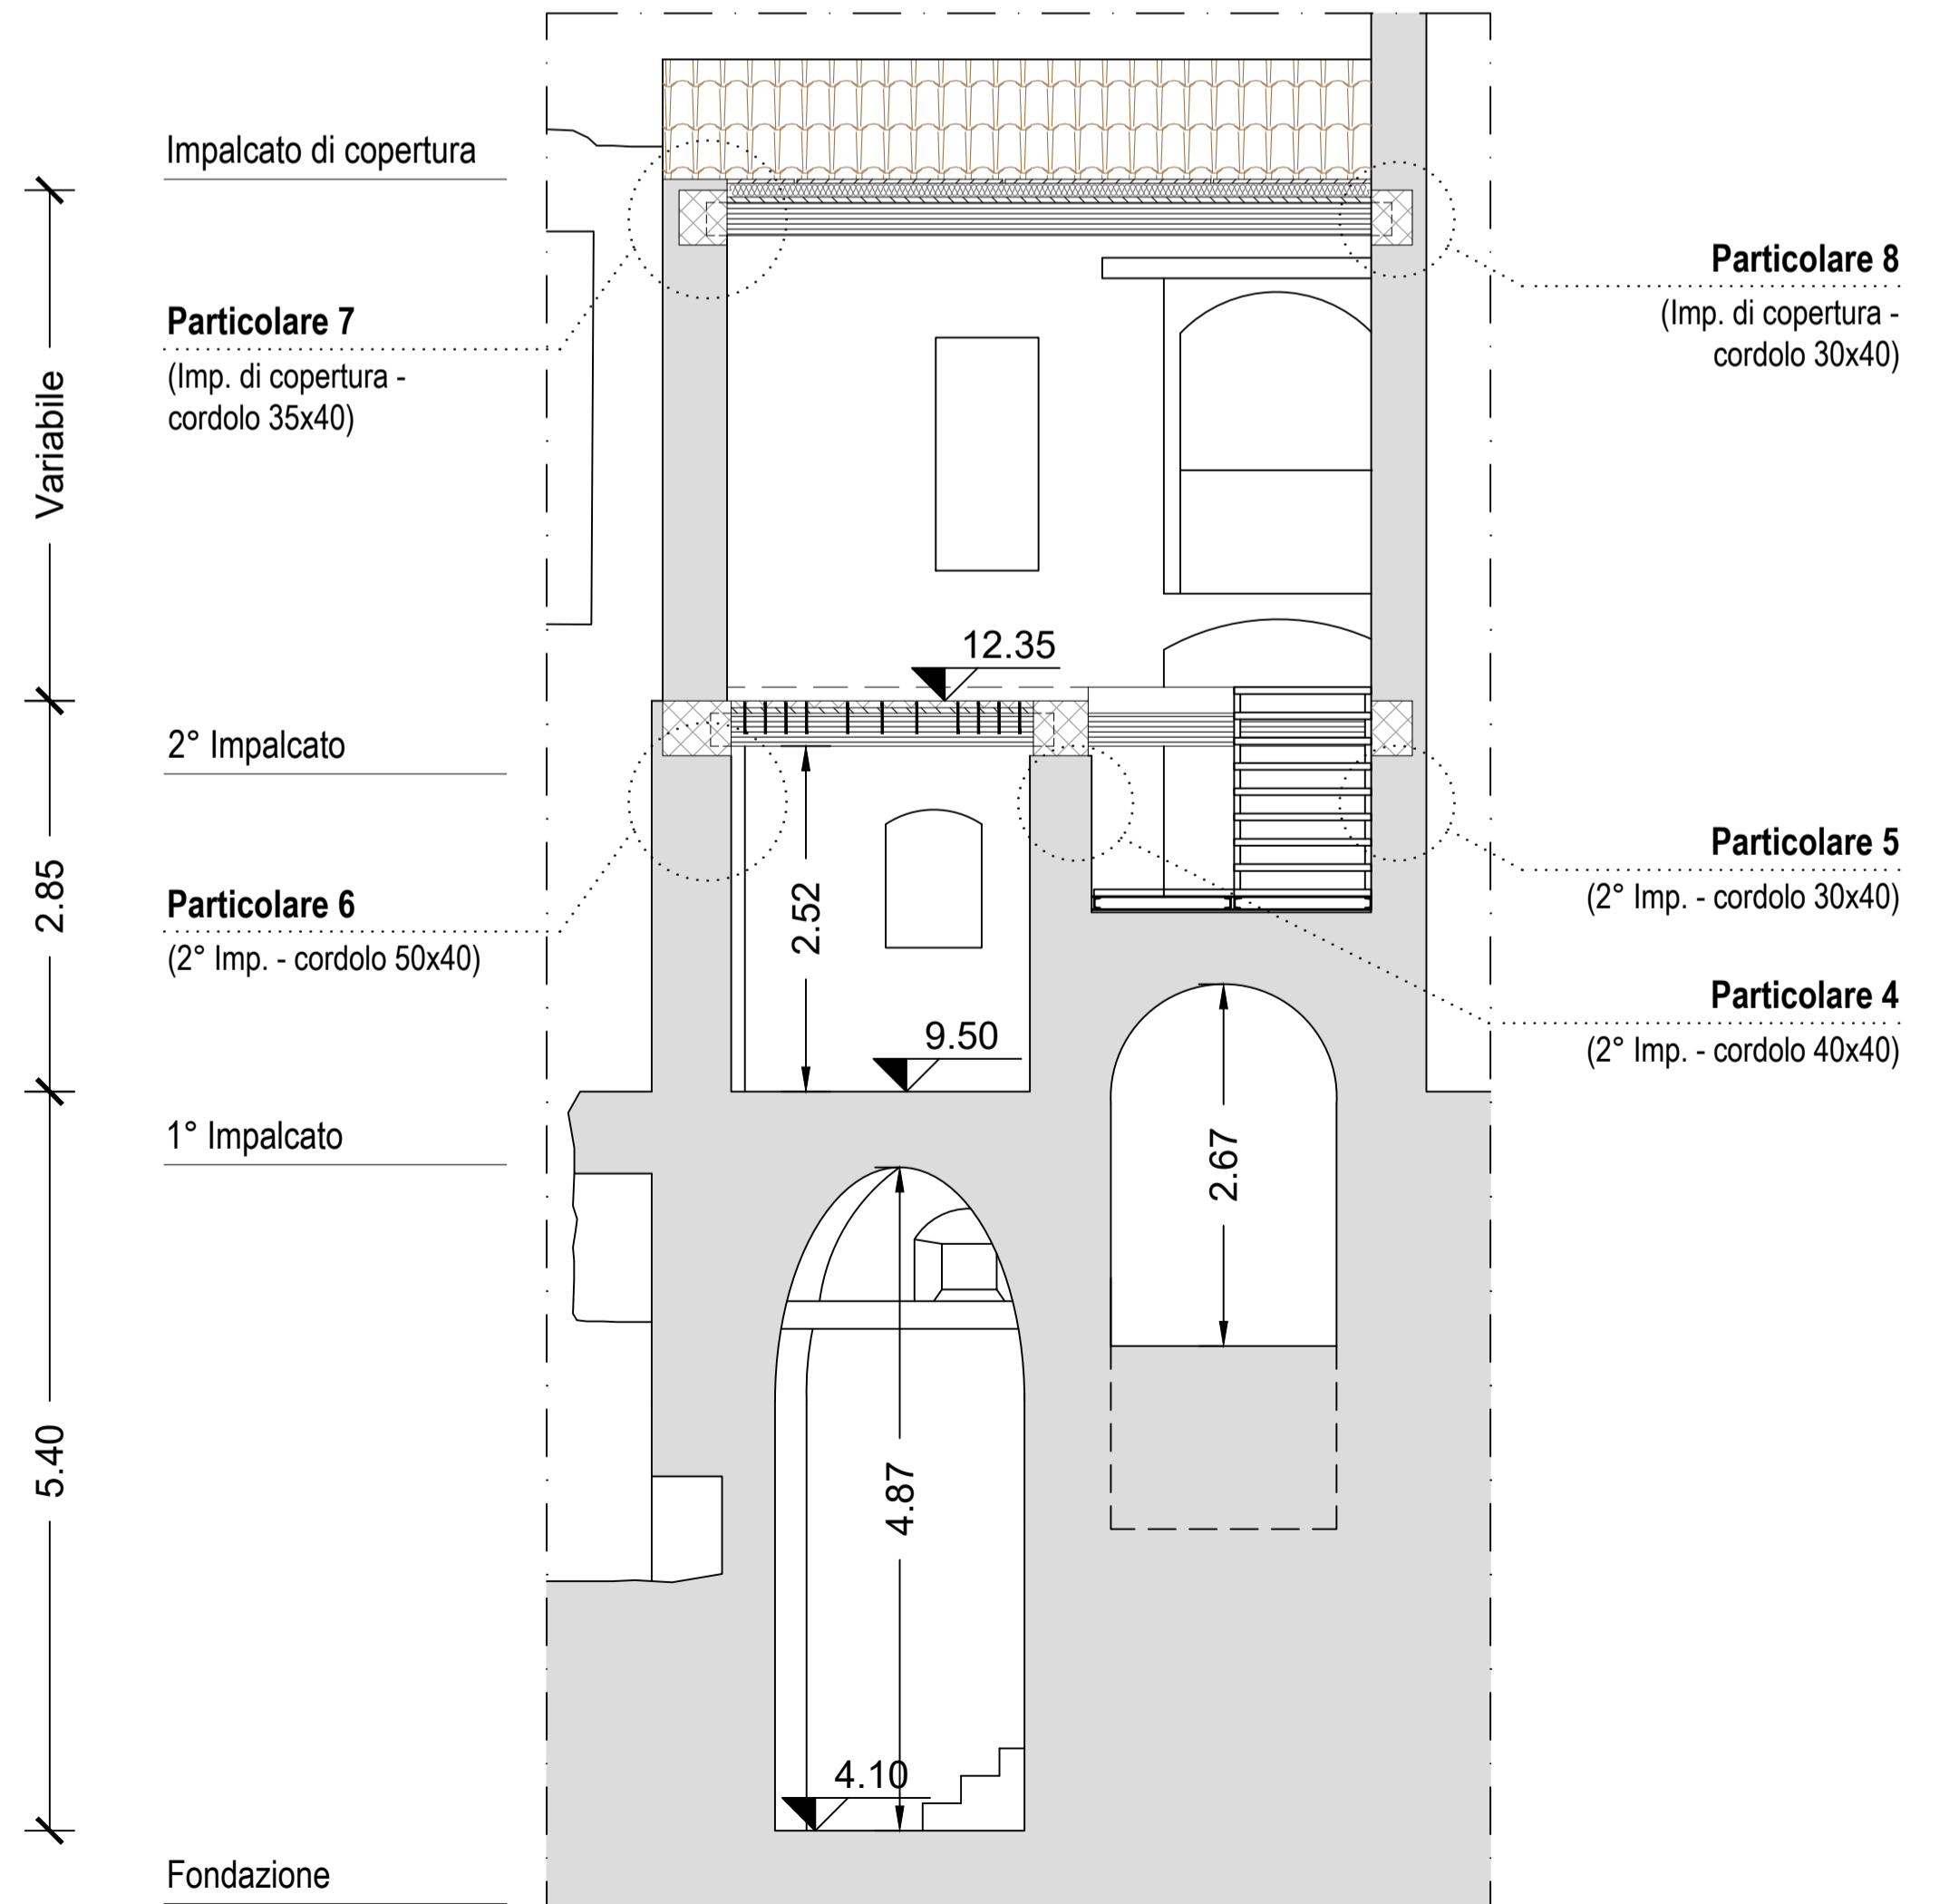 Impalcato di copertura
Particolare 7
(Imp. di copertura -
cordolo 35x40)
Variabile
Particolare 8
(Imp. di copertura -
cordolo 30x40)
12.35
2° Impalcato
2.85
2.52
Particolare 6
(2° Imp. - cordolo 50x40)
Particolare 5
(2° Imp. - cordolo 30x40)
Particolare 4
(2° Imp. - cordolo 40x40)
9.50
1° Impalcato
2.67
5.40
4.87
4.10
Fondazione